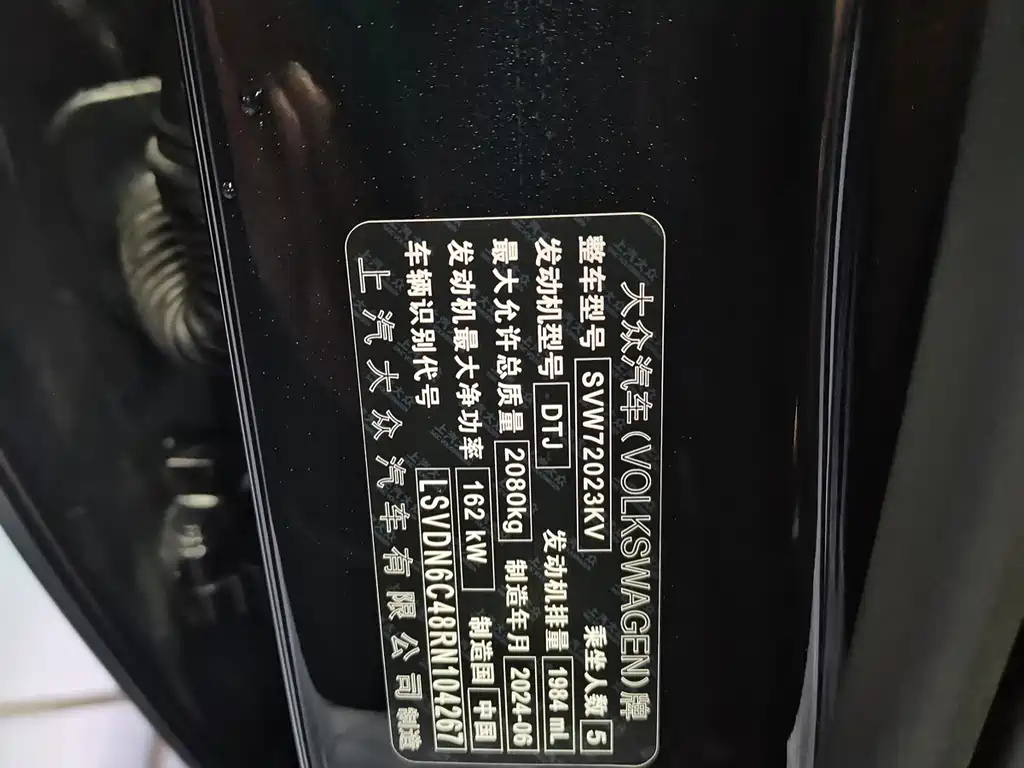 大众汽车(VOLKSWAGEN)牌
整车型号 SVW72023KV 乘坐人数 5
发动机型号 DTJ 发动机排量 1984 mL
最大允许总质量 2080kg 制造年月 2024-06
发动机最大净功率 162 kW 制造国 中国
车辆识别代号 LSVDN6C48RN104267
上汽大众汽车有限公司 制造